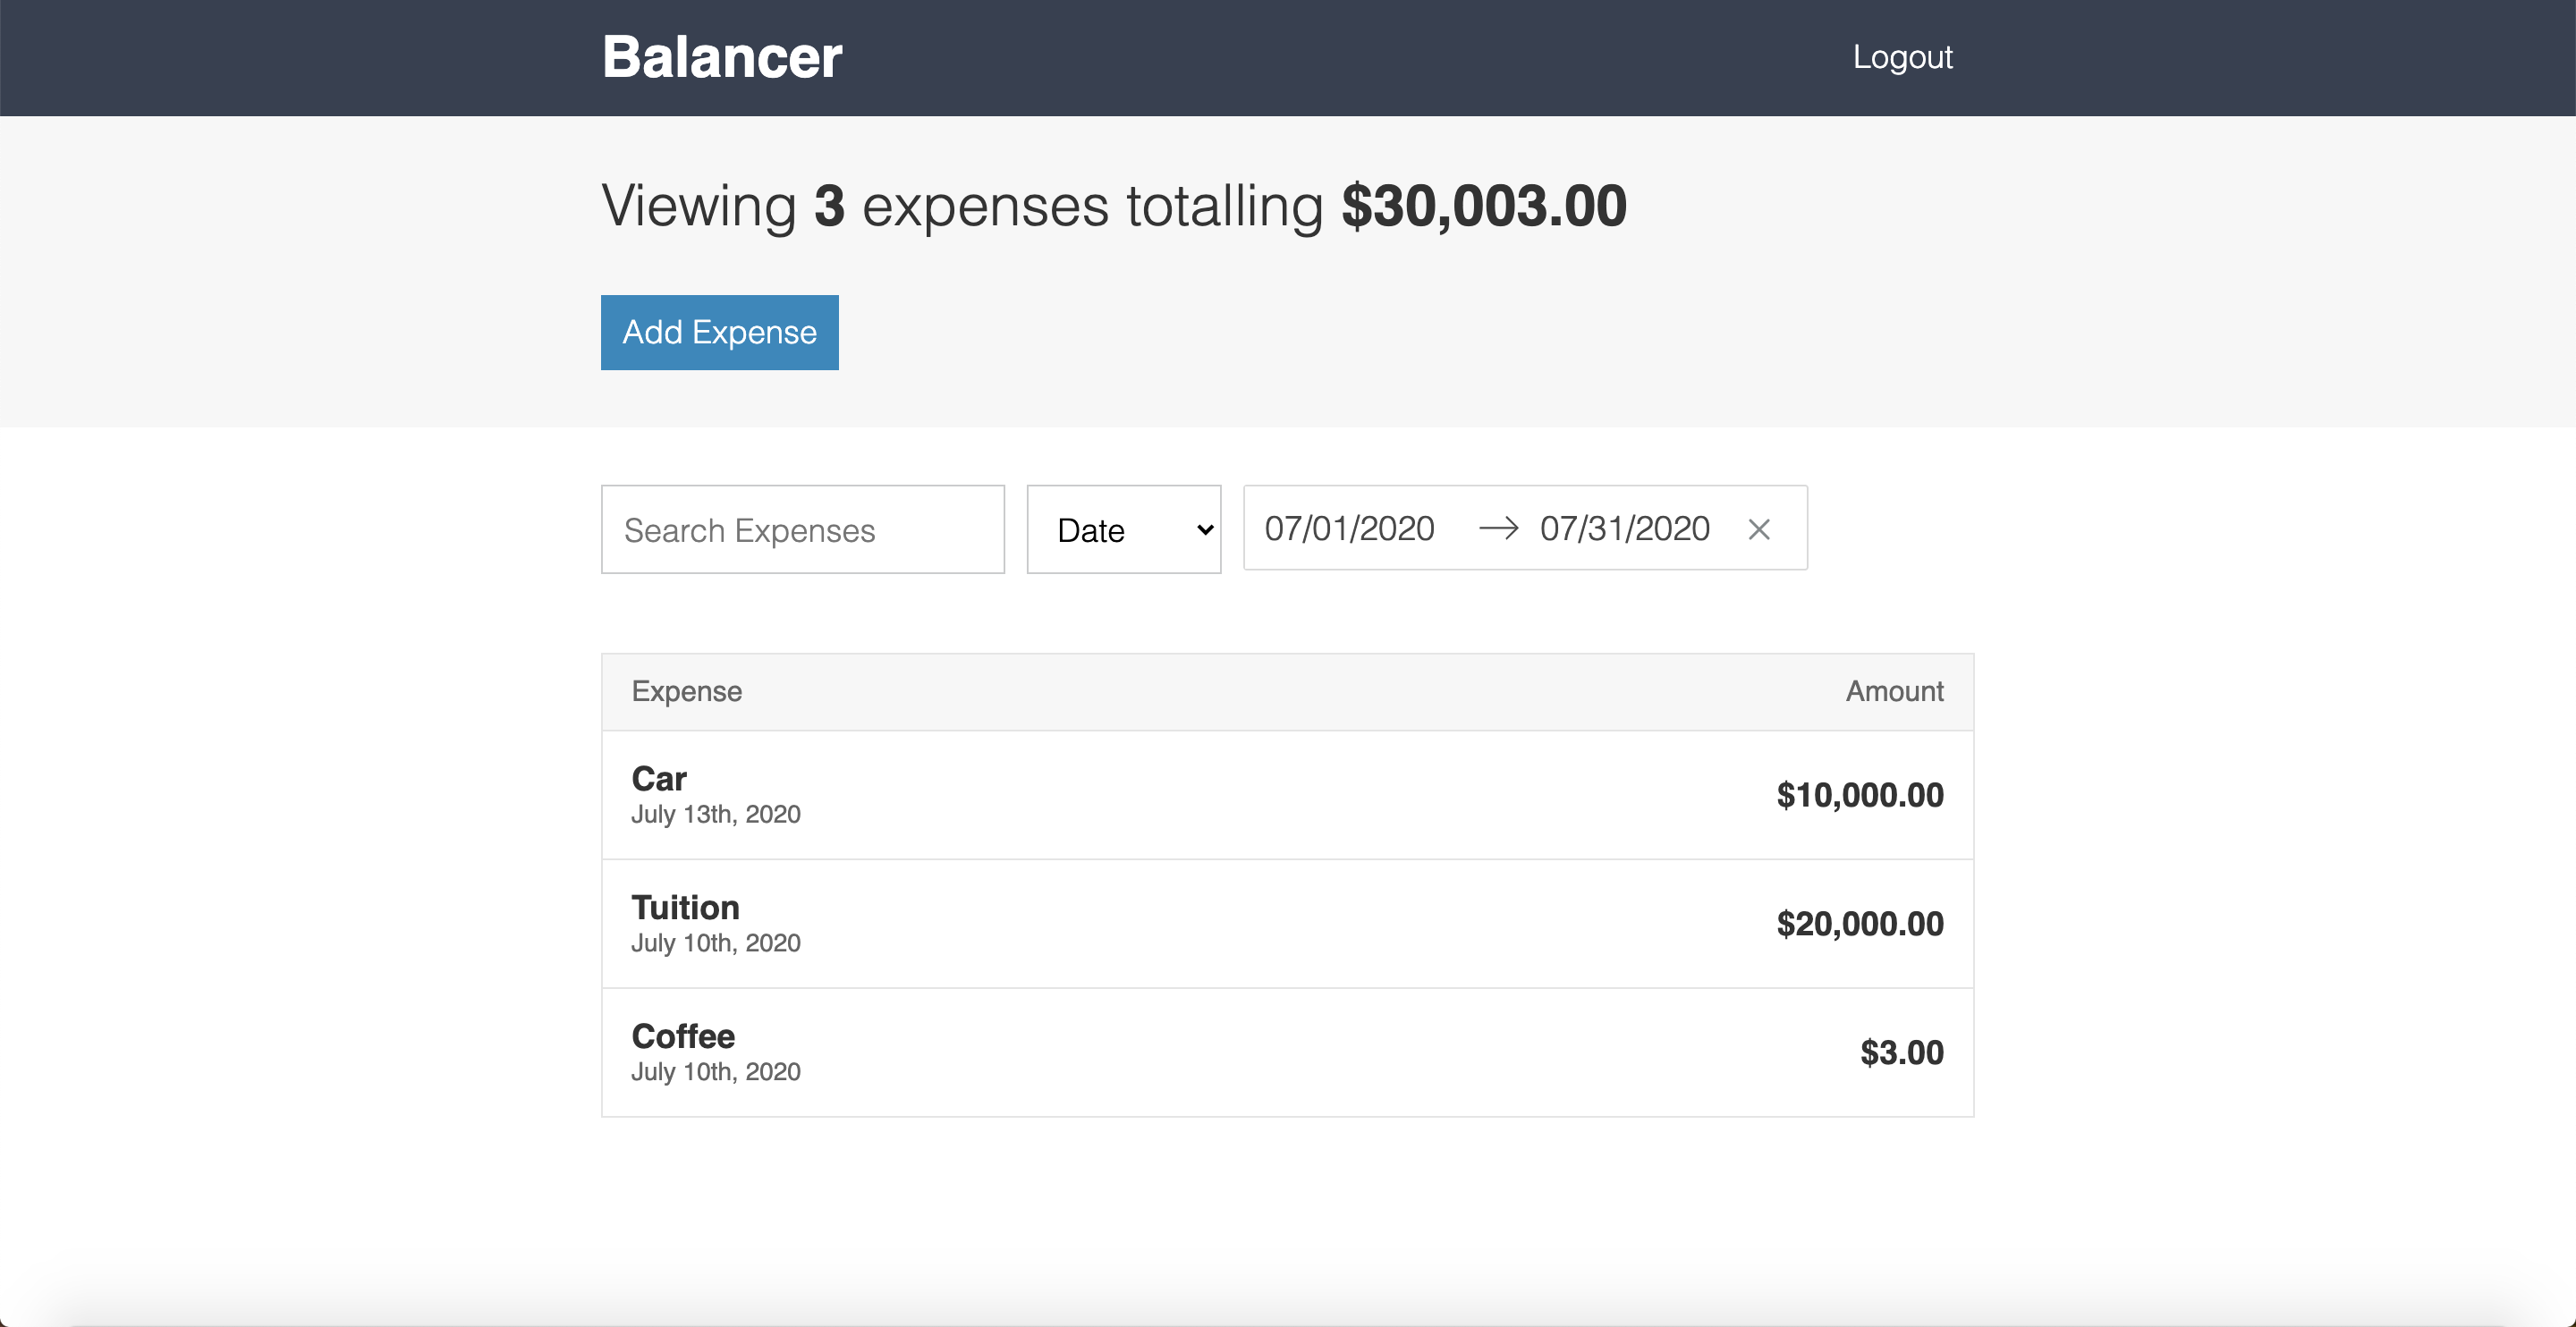 Balancer
Logout
Viewing 3 expenses totalling $30,003.00
Add Expense
Search Expenses
Date
07/01/2020 → 07/31/2020
Expense
Amount
Car
July 13th, 2020
$10,000.00
Tuition
July 10th, 2020
$20,000.00
Coffee
July 10th, 2020
$3.00